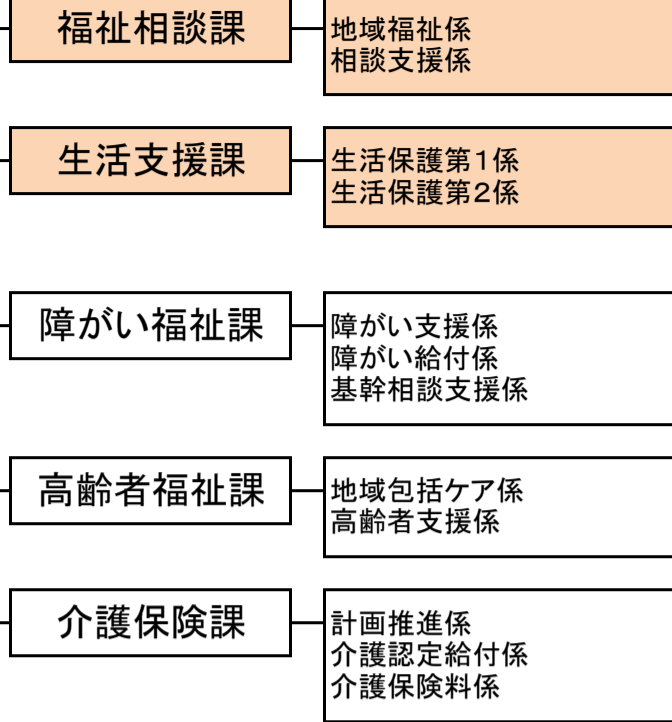 福祉相談課
地域福祉係
相談支援係
生活支援課
生活保護第1係
生活保護第2係
障がい福祉課
障がい支援係
障がい給付係
基幹相談支援係
高齢者福祉課
地域包括ケア係
高齢者支援係
介護保険課
計画推進係
介護認定給付係
介護保険料係